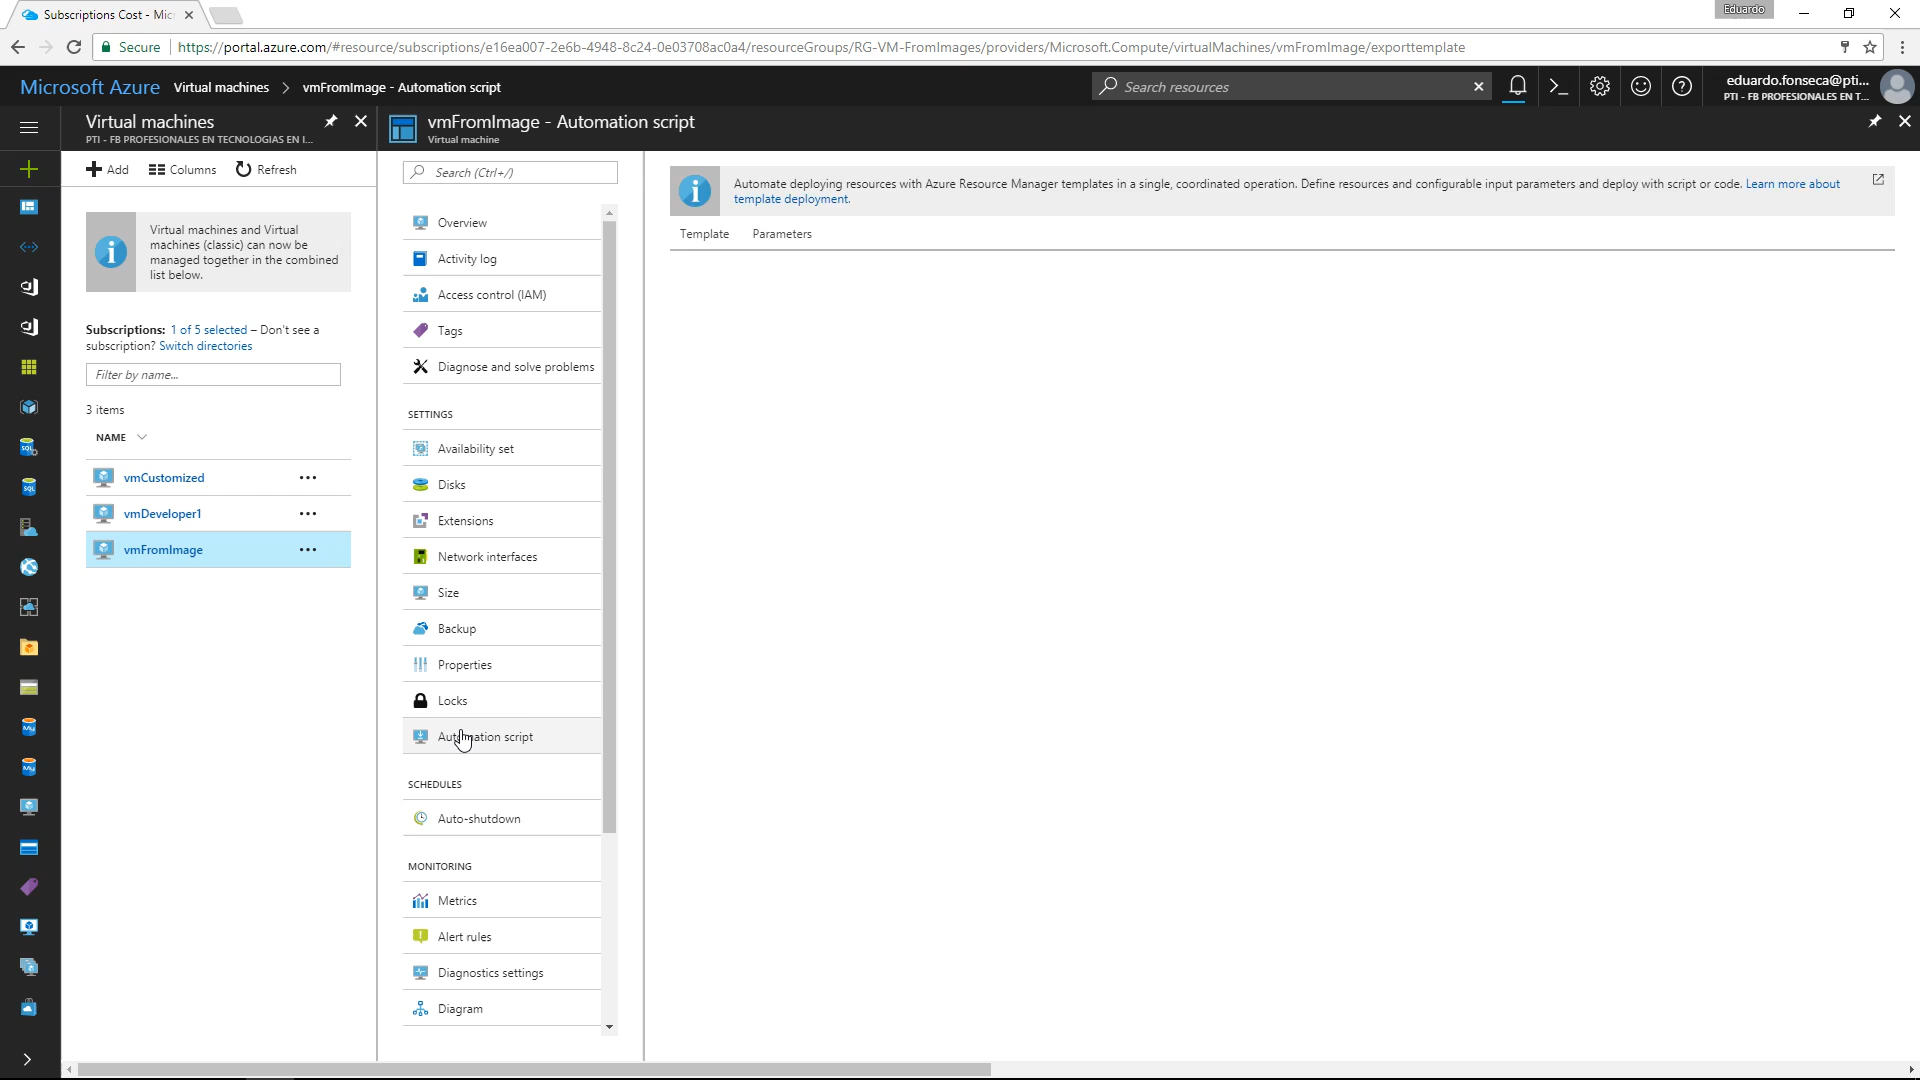 Subscriptions Cost - Mic
Eduardo
Secure
https://portal.azure.com/#resource/subscriptions/e16ea007-2e6b-4948-8c24-0e03708ac0a4/resourceGroups/RG-VM-FromImages/providers/Microsoft.Compute/virtualMachines/vmFromImage/exporttemplate
Microsoft Azure
Virtual machines > vmFromImage - Automation script
Search resources
eduardo.fonseca@pti...
PTI - FB PROFESIONALES EN T...
Virtual machines
PTI - FB PROFESIONALES EN TECNOLOGIAS EN I...
Add
Columns
Refresh
Virtual machines and Virtual
machines (classic) can now be
managed together in the combined
list below.
Subscriptions: 1 of 5 selected – Don't see a
subscription? Switch directories
Filter by name...
3 items
NAME
vmCustomized
vmDeveloper1
vmFromImage
vmFromImage - Automation script
Virtual machine
Search (Ctrl+/)
Overview
Activity log
Access control (IAM)
Tags
Diagnose and solve problems
SETTINGS
Availability set
Disks
Extensions
Network interfaces
Size
Backup
Properties
Locks
Automation script
SCHEDULES
Auto-shutdown
MONITORING
Metrics
Alert rules
Diagnostics settings
Diagram
Automate deploying resources with Azure Resource Manager templates in a single, coordinated operation. Define resources and configurable input parameters and deploy with script or code. Learn more about
template deployment.
Template
Parameters